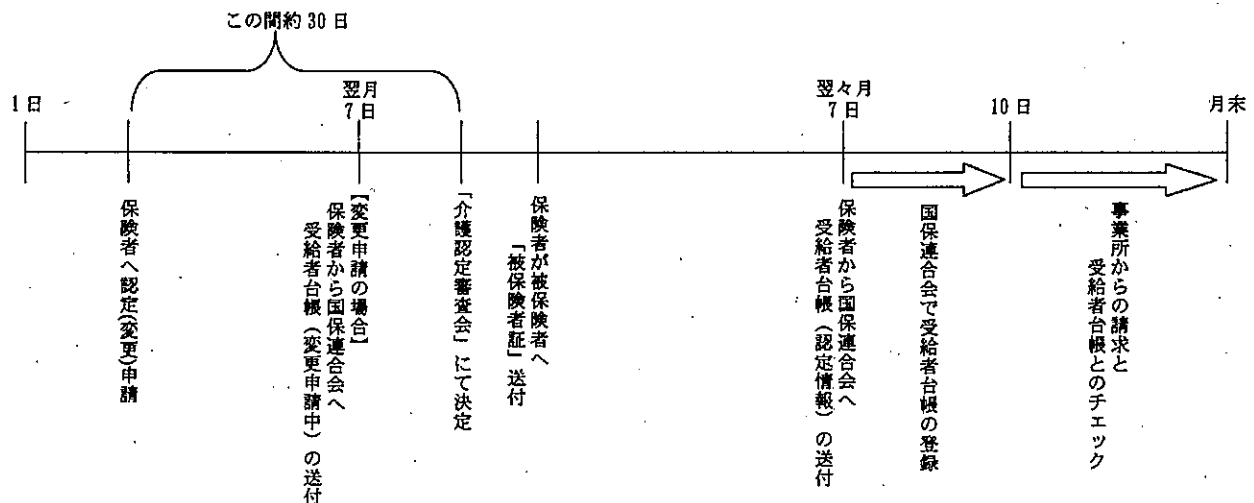 この間約30日
1日
翌月
7日
翌々月
7日
10日
月末
保険者へ認定(変更)申請
【変更申請の場合】
保険者から国保連合会へ
受給者台帳（変更申請中）の送付
「介護認定審査会」にて決定
保険者が被保険者へ
「被保険者証」送付
保険者から国保連合会へ
受給者台帳（認定情報）の送付
国保連合会で受給者台帳の登録
事業所からの請求と
受給者台帳とのチェック